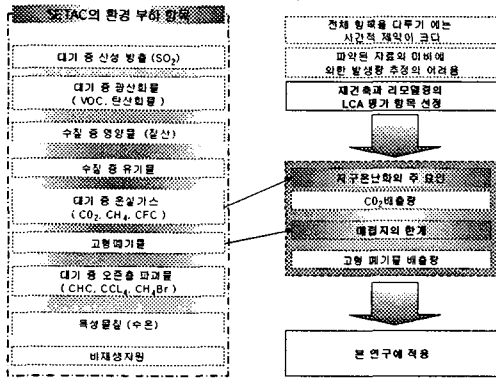 SETAC의 환경 부하 항목
대기 중 산성 방출 (SO₂)
대기 중 광산화물
( VOC, 탄산화물)
수질 중 영양물 (질산)
수질 중 유기물
대기 중 온실가스
(CO₂, CH₄, CFC)
고형폐기물
대기 중 오존층 파괴물
(CHC, CCL₄, CH₄Br)
독성물질 (수은)
비재생자원
전체 항목을 다루기 에는
시간적 제약이 크다
파악된 자료의 미비에
의한 발생량 추정의 어려움
재건축과 리모델링의
LCA 평가 항목 선정
지구온난화의 주 요인
CO₂배출량
매립지의 한계
고형 폐기물 배출량
본 연구에 적용